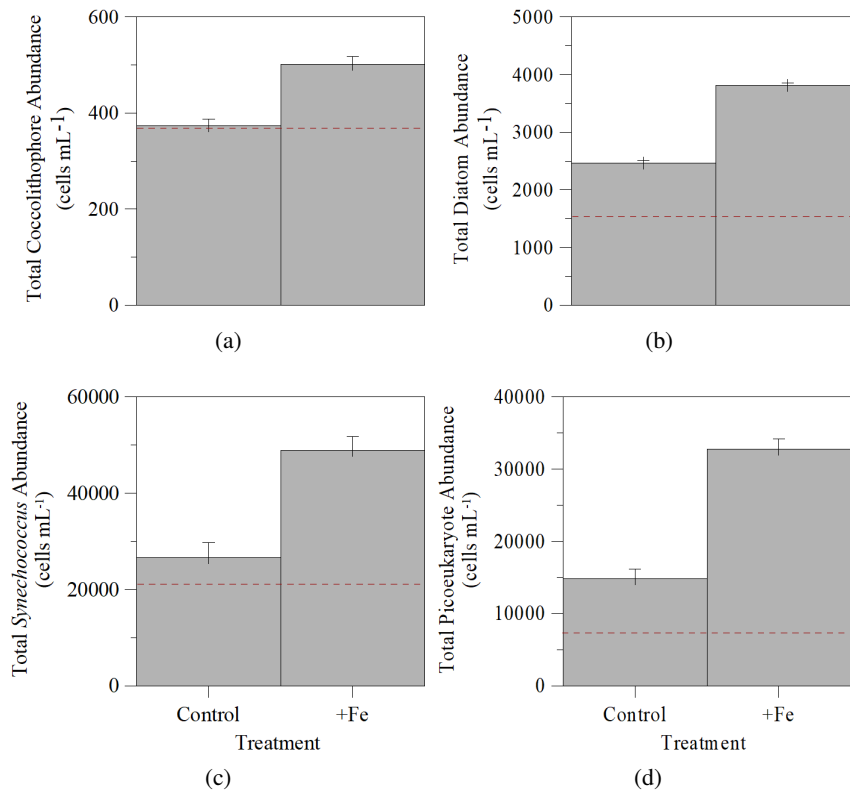 Total Coccolithophore Abundance
(cells mL-1)
600
400
200
0
(a)
Total Diatom Abundance
(cells mL-1)
5000
4000
3000
2000
1000
0
(b)
Total Synechococcus Abundance
(cells mL-1)
60000
40000
20000
0
Control
+Fe
Treatment
(c)
Total Picoeukaryote Abundance
(cells mL-1)
40000
30000
20000
10000
0
Control
+Fe
Treatment
(d)